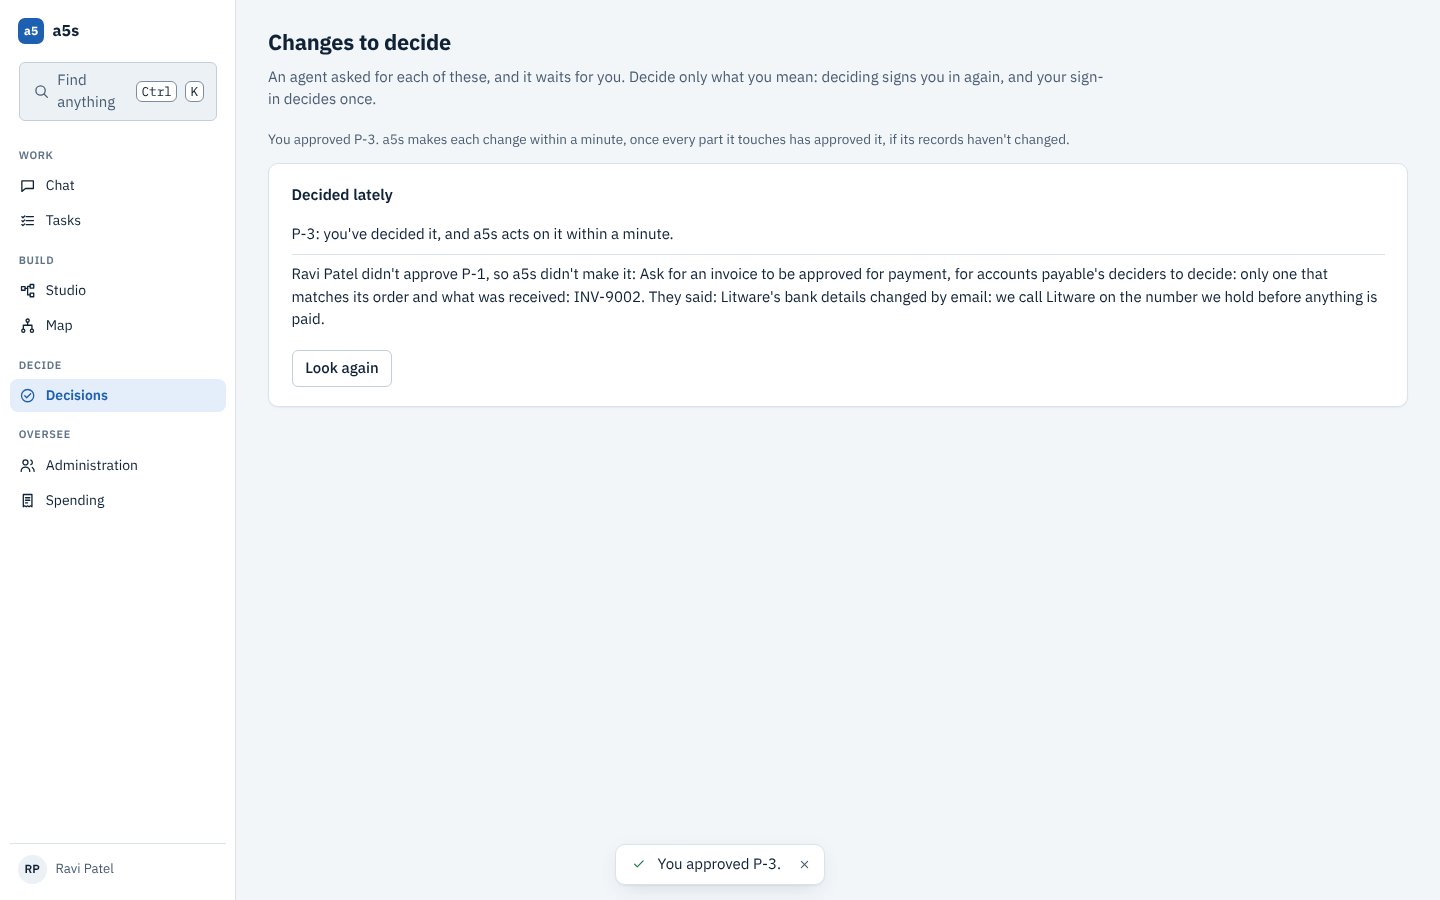 a5 a5s
Find
anything
Ctrl K
WORK
Chat
Tasks
BUILD
Studio
Map
DECIDE
Decisions
OVERSEE
Administration
Spending
RP Ravi Patel
Changes to decide
An agent asked for each of these, and it waits for you. Decide only what you mean: deciding signs you in again, and your sign-
in decides once.
You approved P-3. a5s makes each change within a minute, once every part it touches has approved it, if its records haven't changed.
Decided lately
P-3: you've decided it, and a5s acts on it within a minute.
Ravi Patel didn't approve P-1, so a5s didn't make it: Ask for an invoice to be approved for payment, for accounts payable's deciders to decide: only one that
matches its order and what was received: INV-9002. They said: Litware's bank details changed by email: we call Litware on the number we hold before anything is
paid.
Look again
You approved P-3.